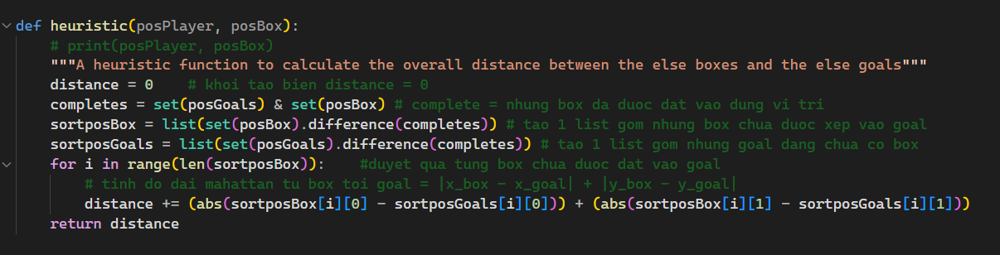 def heuristic(posPlayer, posBox):
    # print(posPlayer, posBox)
    """A heuristic function to calculate the overall distance between the else boxes and the else goals"""
    distance = 0    # khoi tao bien distance = 0
    completes = set(posGoals) & set(posBox) # complete = nhung box da duoc dat vao dung vi tri
    sortposBox = list(set(posBox).difference(completes)) # tao 1 list gom nhung box chua duoc xep vao goal
    sortposGoals = list(set(posGoals).difference(completes)) # tao 1 list gom nhung goal dang chua co box
    for i in range(len(sortposBox)):    #duyet qua tung box chua duoc dat vao goal
        # tinh do dai mahattan tu box toi goal = |x_box - x_goal| + |y_box - y_goal|
        distance += (abs(sortposBox[i][0] - sortposGoals[i][0])) + (abs(sortposBox[i][1] - sortposGoals[i][1]))
    return distance